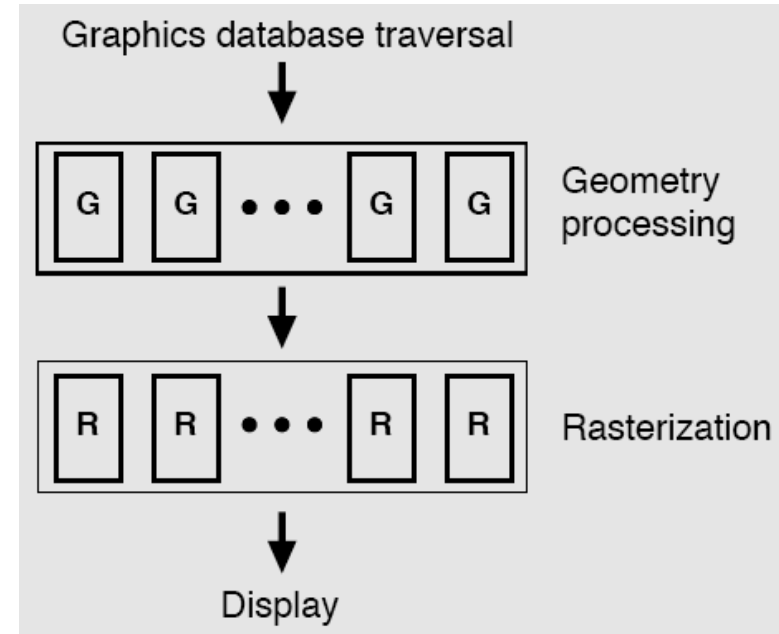 Graphics database traversal
G G • • • G G
Geometry
processing
R R • • • R R
Rasterization
Display